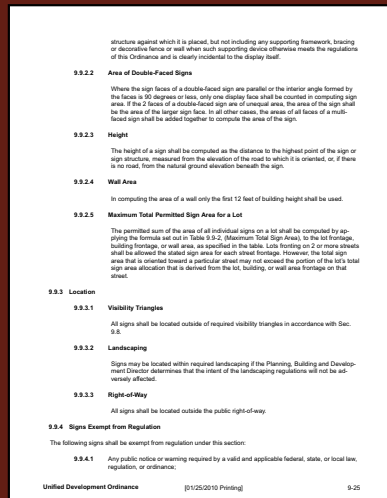 structure against which it is placed, but not including any supporting framework, bracing
or decorative fence or wall when such supporting device otherwise meets the regulations
of this Ordinance and is clearly incidental to the display itself.
9.9.2.2 Area of Double-Faced Signs
Where the sign faces of a double-faced sign are parallel or the interior angle formed by
the faces is 90 degrees or less, only one display face shall be counted in computing sign
area. If the 2 faces of a double-faced sign are of unequal area, the area of the sign shall
be the area of the larger sign face. In all other cases, the areas of all faces of a multi-
faced sign shall be added together to compute the area of the sign.
9.9.2.3 Height
The height of a sign shall be computed as the distance to the highest point of the sign or
sign structure, measured from the elevation of the road to which it is oriented, or, if there
is no road, from the natural ground elevation beneath the sign.
9.9.2.4 Wall Area
In computing the area of a wall only the first 12 feet of building height shall be used.
9.9.2.5 Maximum Total Permitted Sign Area for a Lot
The permitted sum of the area of all individual signs on a lot shall be computed by ap-
plying the formula set out in Table 9.9-2, (Maximum Total Sign Area), to the lot frontage,
building frontage, or wall area, as specified in the table. Lots fronting on 2 or more streets
shall be allowed the stated sign area for each street frontage. However, the total sign
area that is oriented toward a particular street may not exceed the portion of the lot's total
sign area allocation that is derived from the lot, building, or wall area frontage on that
street.
9.9.3 Location
9.9.3.1 Visibility Triangles
All signs shall be located outside of required visibility triangles in accordance with Sec.
9.8.
9.9.3.2 Landscaping
Signs may be located within required landscaping if the Planning, Building and Develop-
ment Director determines that the intent of the landscaping regulations will not be ad-
versely affected.
9.9.3.3 Right-of-Way
All signs shall be located outside the public right-of-way.
9.9.4 Signs Exempt from Regulation
The following signs shall be exempt from regulation under this section:
9.9.4.1 Any public notice or warning required by a valid and applicable federal, state, or local law,
regulation, or ordinance;
Unified Development Ordinance [01/25/2010 Printing] 9-25